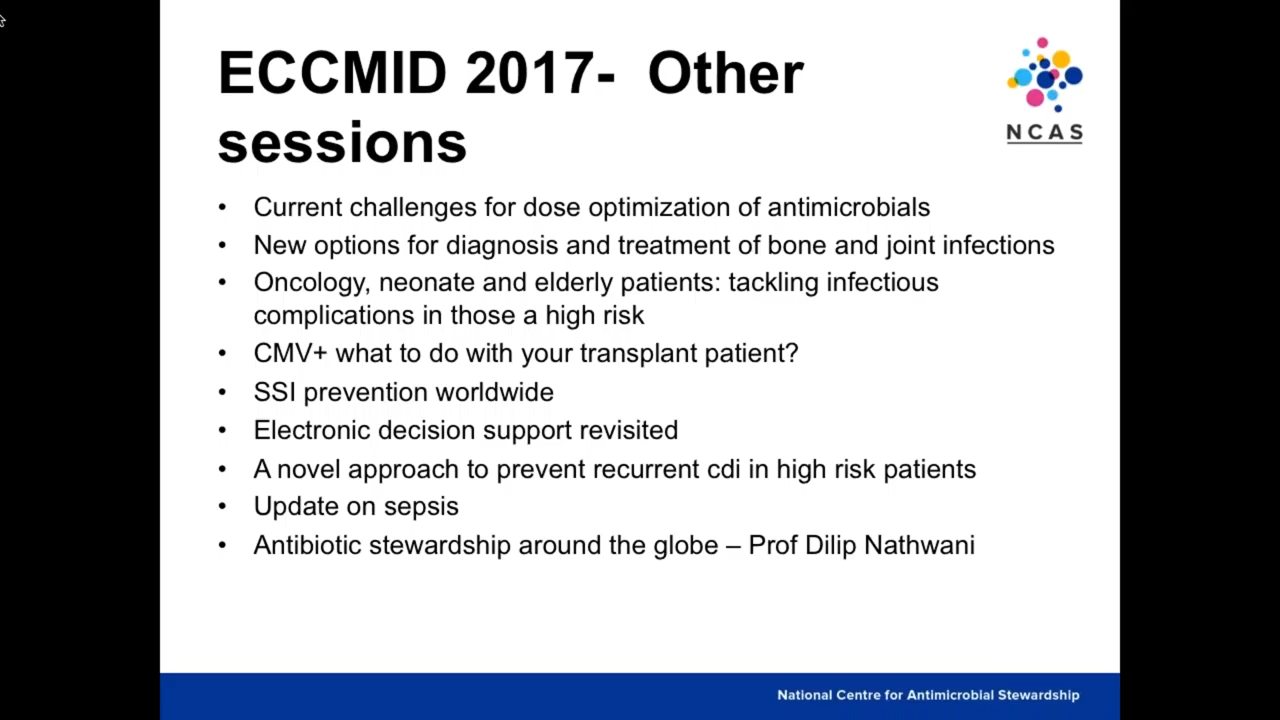 ECCMID 2017-  Other
sessions
NCAS
• Current challenges for dose optimization of antimicrobials
• New options for diagnosis and treatment of bone and joint infections
• Oncology, neonate and elderly patients: tackling infectious
complications in those a high risk
• CMV+ what to do with your transplant patient?
• SSI prevention worldwide
• Electronic decision support revisited
• A novel approach to prevent recurrent cdi in high risk patients
• Update on sepsis
• Antibiotic stewardship around the globe – Prof Dilip Nathwani
National Centre for Antimicrobial Stewardship